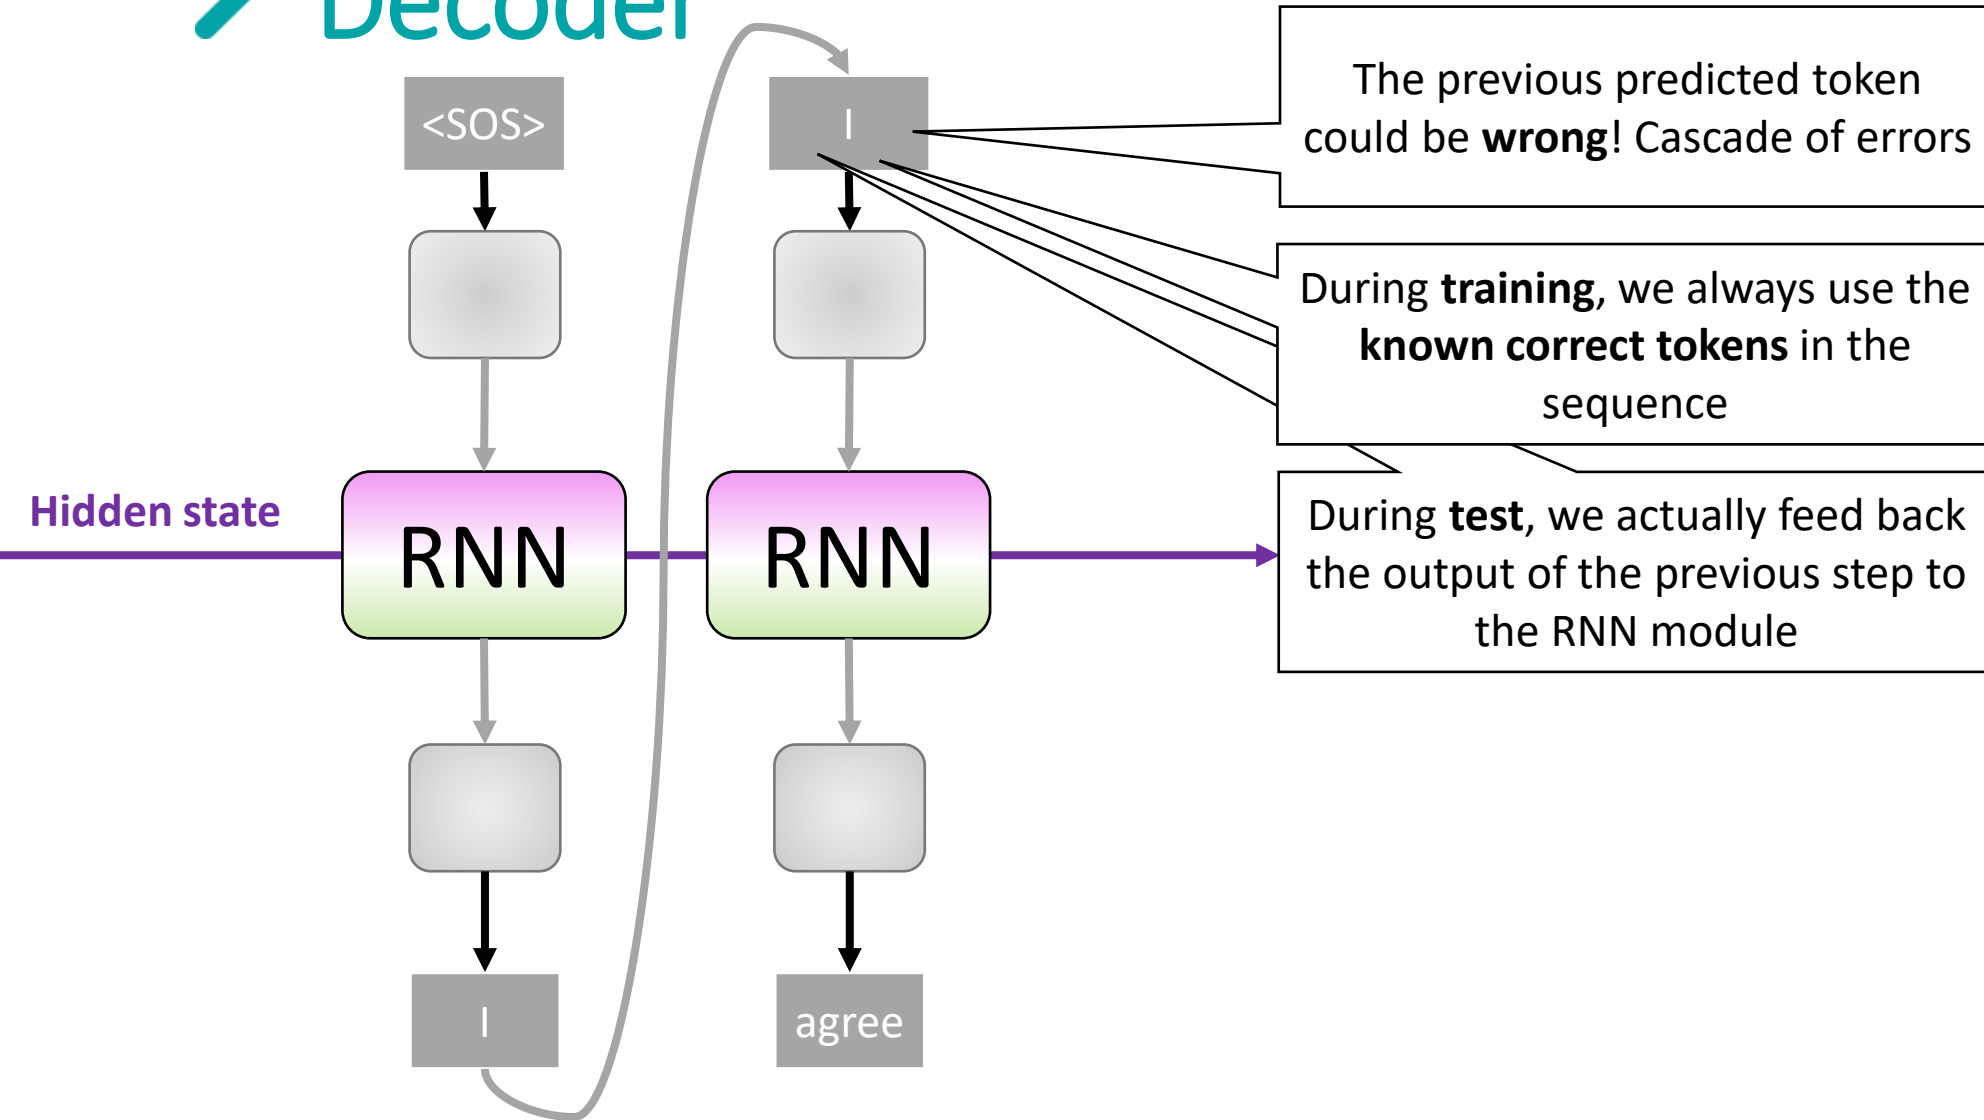 Decoder
<SOS>
I
The previous predicted token
could be wrong! Cascade of errors
During training, we always use the
known correct tokens in the
sequence
Hidden state
RNN
RNN
During test, we actually feed back
the output of the previous step to
the RNN module
I
agree